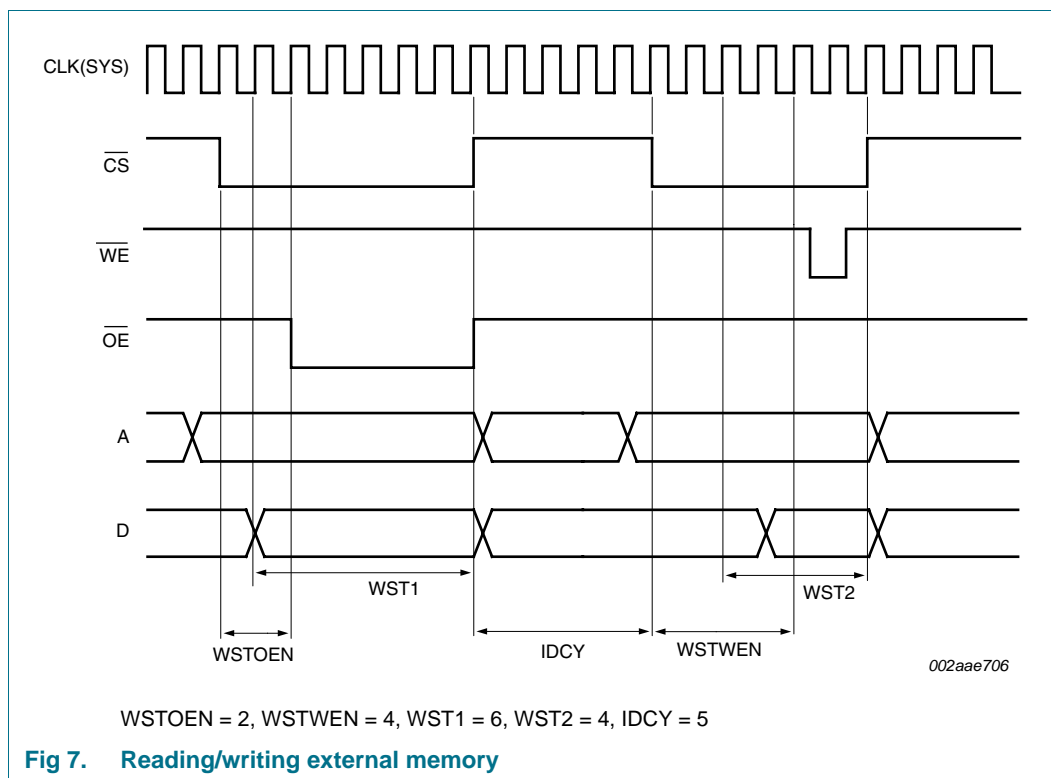 CLK(SYS)
CS
WE
OE
A
D
WST1
WST2
WSTOEN
IDCY
WSTWEN
002aae706
WSTOEN = 2, WSTWEN = 4, WST1 = 6, WST2 = 4, IDCY = 5
Fig 7. Reading/writing external memory